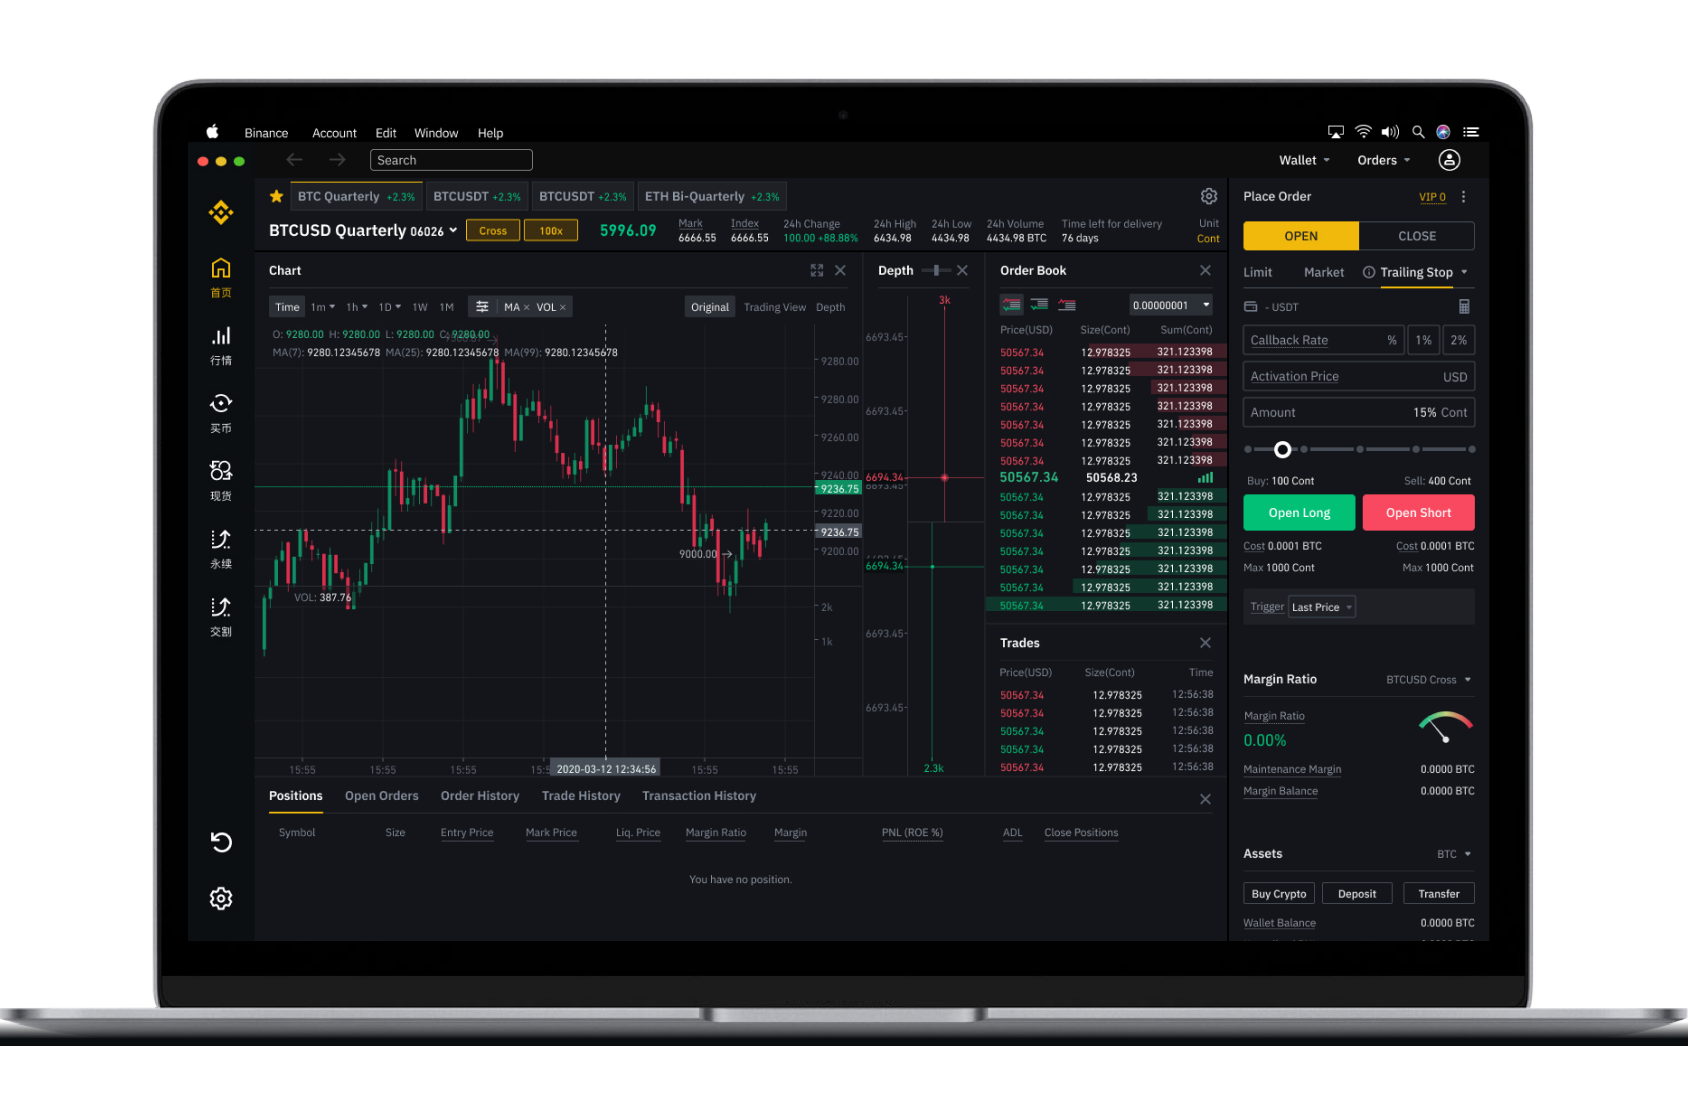 Binance Account Edit Window Help
Search
Wallet Orders
BTC Quarterly +2.3% BTCUSDT +2.3% BTCUSDT +2.3% ETH Bi-Quarterly +2.3%
BTCUSD Quarterly 06026 Cross 100x 5996.09
Mark Index 24h Change 24h High 24h Low 24h Volume Time left for delivery Unit
6666.55 6666.55 100.00 +88.88% 6434.98 4434.98 4434.98 BTC 76 days Cont
首页
行情
买币
现货
永续
交割
Chart
Time 1m 1h 1D 1W 1M MA × VOL × Original Trading View Depth
O: 9280.00 H: 9280.00 L: 9280.00 C: 9280.00
MA(7): 9280.12345678 MA(25): 9280.12345678 MA(99): 9280.12345678
9280.00
9280.00
9260.00
9240.00
9236.75
9220.00
9236.75
9200.00
9000.00 →
VOL: 387.76
2k
1k
15:55 15:55 15:55 2020-03-12 12:34:56 15:55 15:55
Depth
3k
6693.45
6693.45
6694.34
6693.45
6694.34
6693.45
6693.45
2.3k
Order Book
0.00000001
Price(USD) Size(Cont) Sum(Cont)
50567.34 12.978325 321.123398
50567.34 12.978325 321.123398
50567.34 12.978325 321.123398
50567.34 12.978325 321.123398
50567.34 12.978325 321.123398
50567.34 12.978325 321.123398
50567.34 12.978325 321.123398
50567.34 50568.23
50567.34 12.978325 321.123398
50567.34 12.978325 321.123398
50567.34 12.978325 321.123398
50567.34 12.978325 321.123398
50567.34 12.978325 321.123398
50567.34 12.978325 321.123398
50567.34 12.978325 321.123398
Trades
Price(USD) Size(Cont) Time
50567.34 12.978325 12:56:38
50567.34 12.978325 12:56:38
50567.34 12.978325 12:56:38
50567.34 12.978325 12:56:38
50567.34 12.978325 12:56:38
Positions Open Orders Order History Trade History Transaction History
Symbol Size Entry Price Mark Price Liq. Price Margin Ratio Margin PNL (ROE %) ADL Close Positions
You have no position.
Place Order VIP 0
OPEN CLOSE
Limit Market Trailing Stop
- USDT
Callback Rate % 1% 2%
Activation Price USD
Amount 15% Cont
Buy: 100 Cont Sell: 400 Cont
Open Long Open Short
Cost 0.0001 BTC Cost 0.0001 BTC
Max 1000 Cont Max 1000 Cont
Trigger Last Price
Margin Ratio BTCUSD Cross
Margin Ratio
0.00%
Maintenance Margin 0.0000 BTC
Margin Balance 0.0000 BTC
Assets BTC
Buy Crypto Deposit Transfer
Wallet Balance 0.0000 BTC